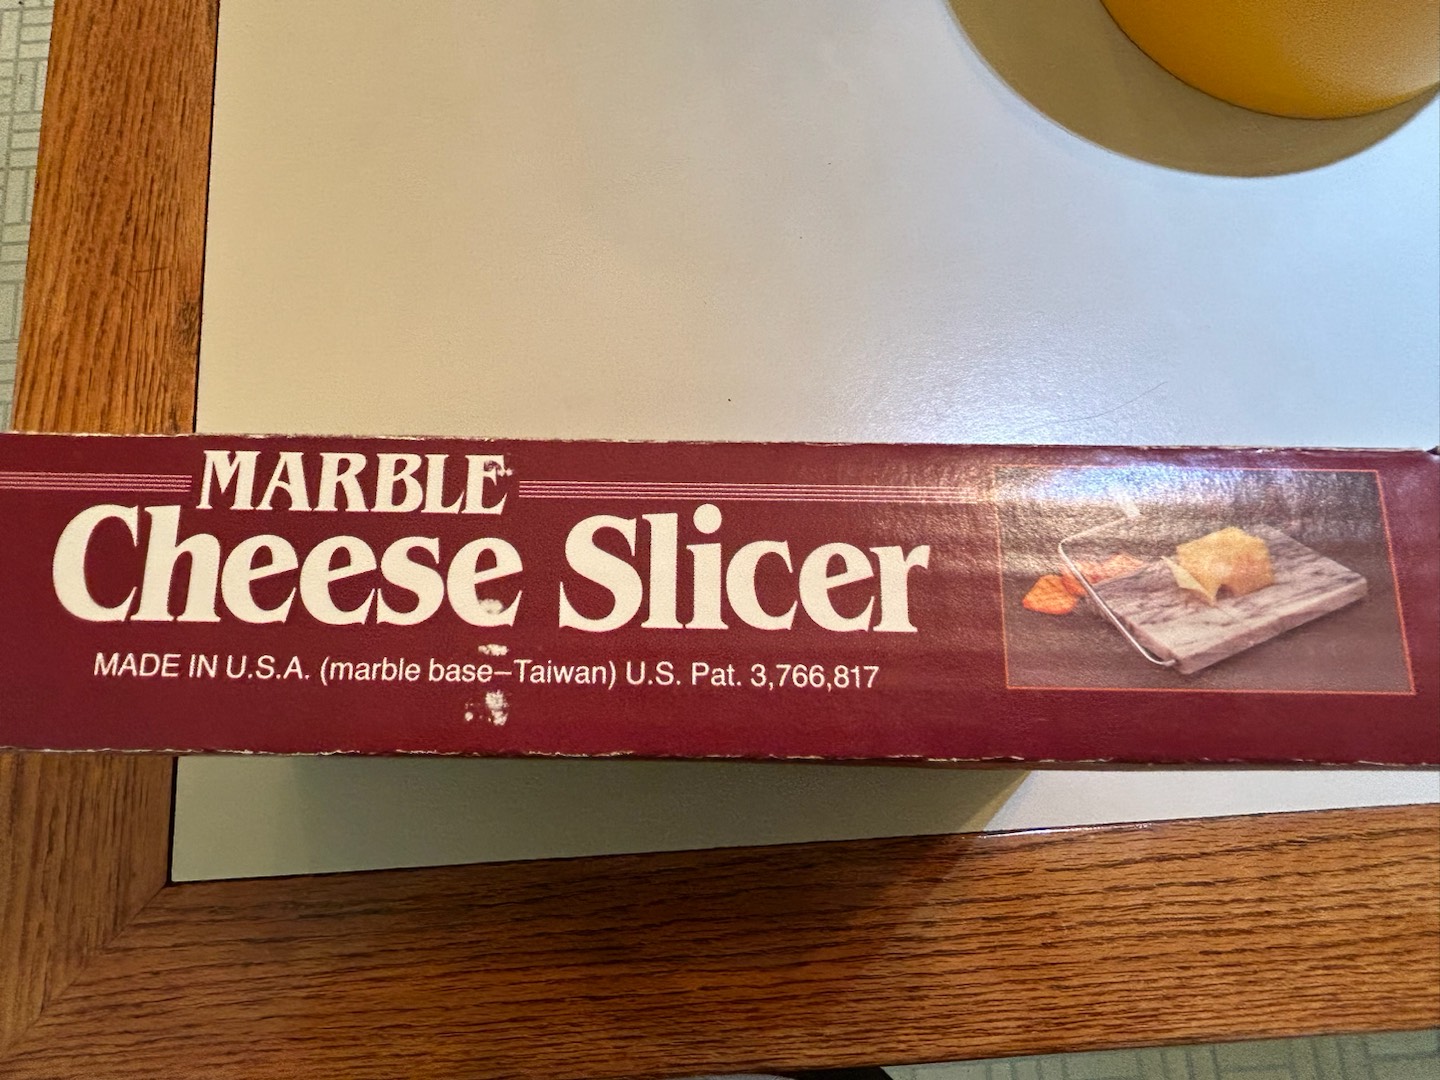 MARBLE
Cheese Slicer
MADE IN U.S.A. (marble base–Taiwan) U.S. Pat. 3,766,817